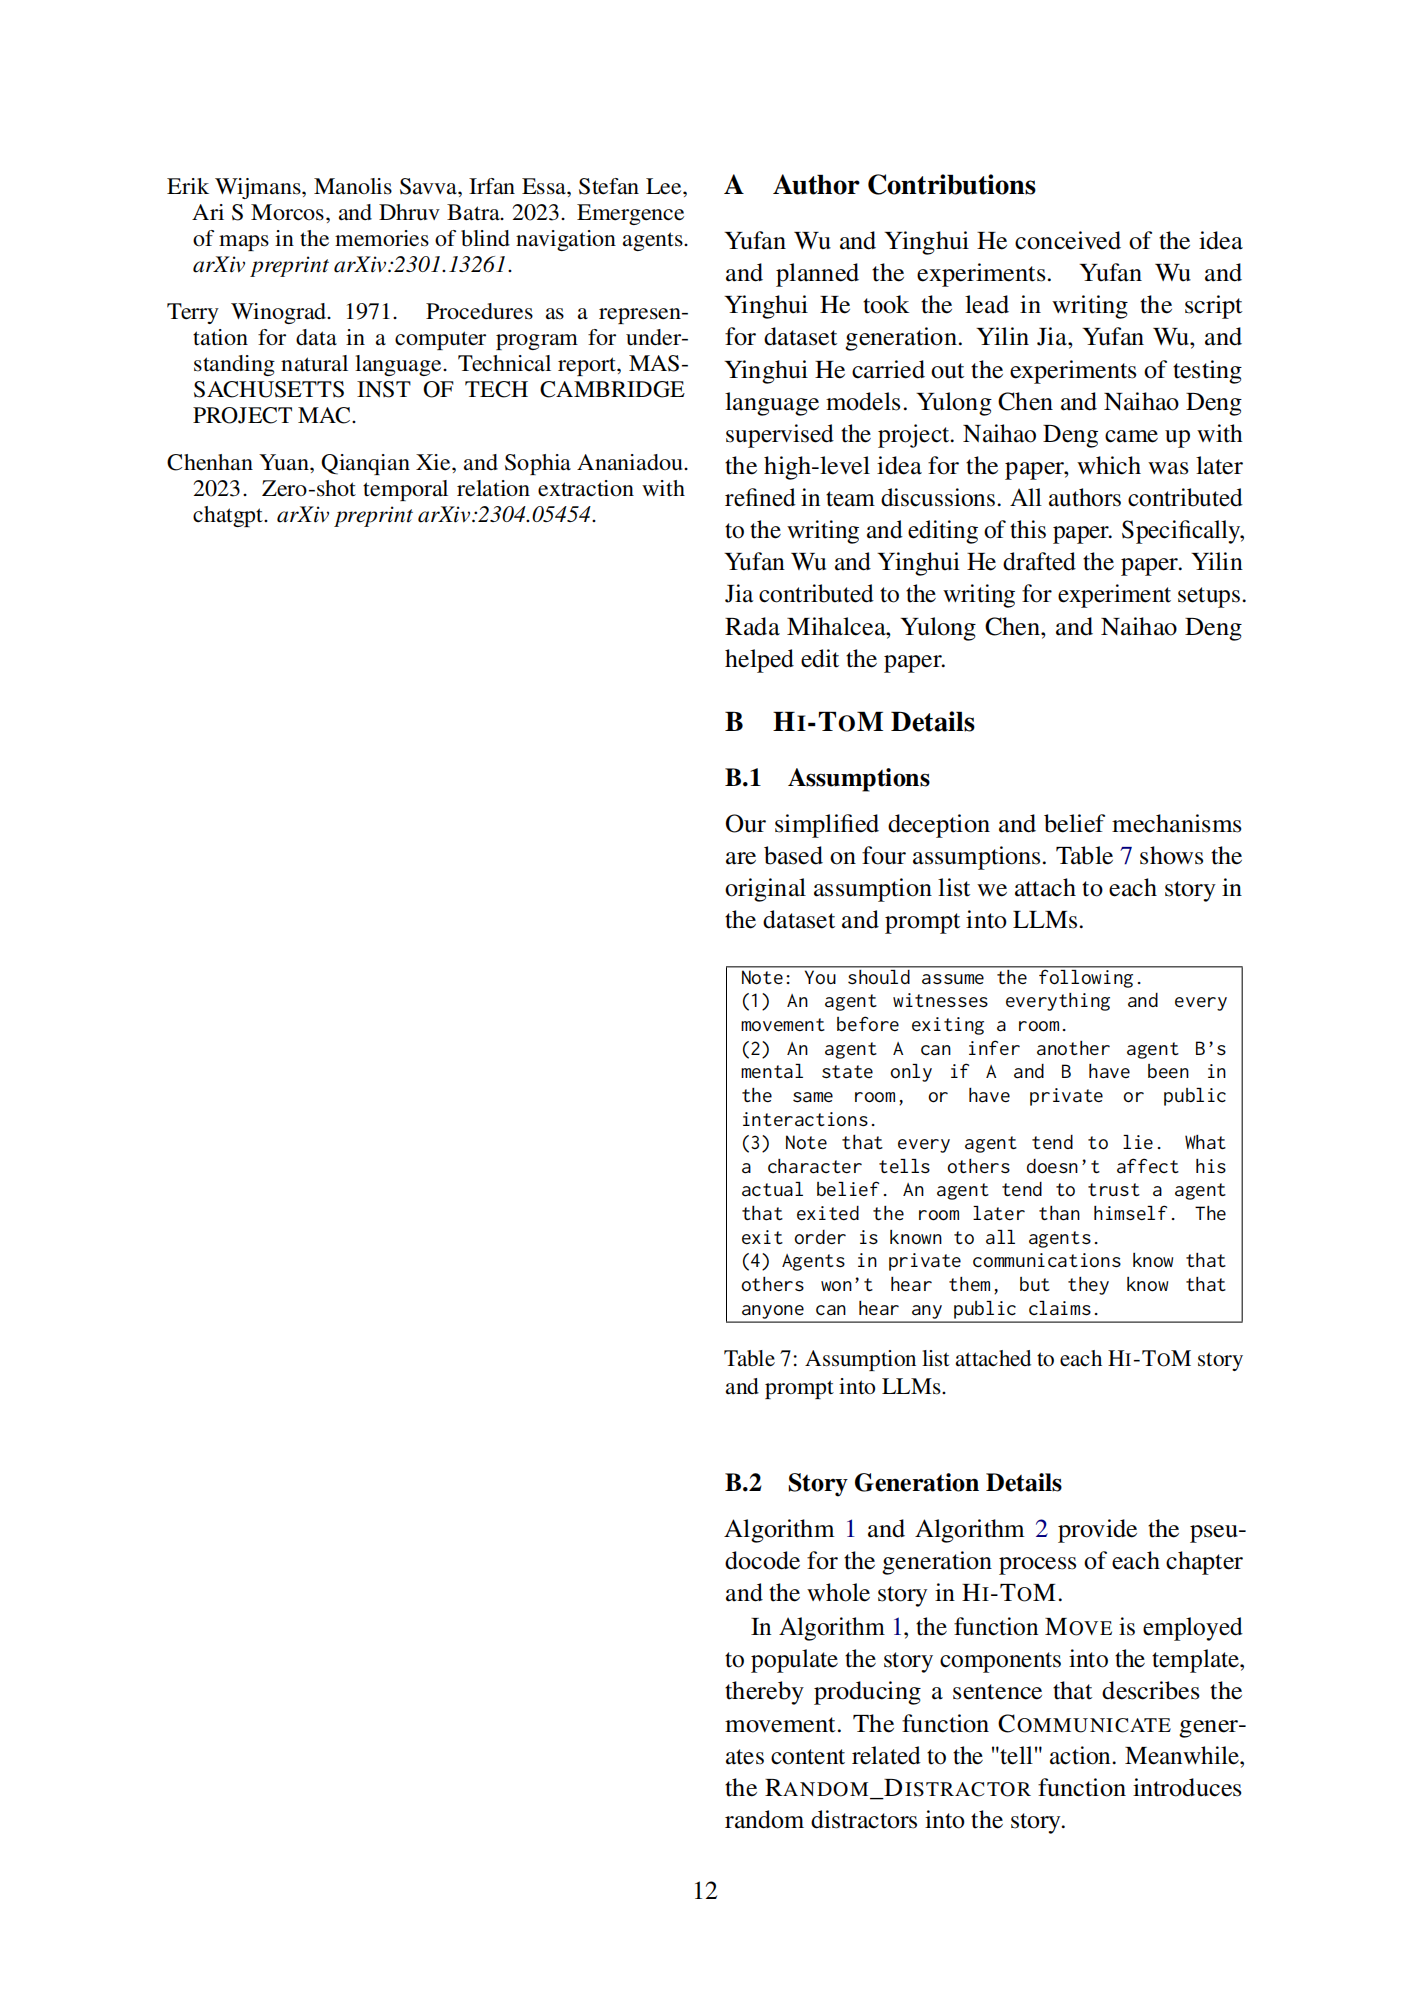 Erik Wijmans, Manolis Savva, Irfan Essa, Stefan Lee,
Ari S Morcos, and Dhruv Batra. 2023. Emergence
of maps in the memories of blind navigation agents.
arXiv preprint arXiv:2301.13261.
Terry Winograd. 1971. Procedures as a represen-
tation for data in a computer program for under-
standing natural language. Technical report, MAS-
SACHUSETTS INST OF TECH CAMBRIDGE
PROJECT MAC.
Chenhan Yuan, Qianqian Xie, and Sophia Ananiadou.
2023. Zero-shot temporal relation extraction with
chatgpt. arXiv preprint arXiv:2304.05454.
A Author Contributions
Yufan Wu and Yinghui He conceived of the idea
and planned the experiments. Yufan Wu and
Yinghui He took the lead in writing the script
for dataset generation. Yilin Jia, Yufan Wu, and
Yinghui He carried out the experiments of testing
language models. Yulong Chen and Naihao Deng
supervised the project. Naihao Deng came up with
the high-level idea for the paper, which was later
refined in team discussions. All authors contributed
to the writing and editing of this paper. Specifically,
Yufan Wu and Yinghui He drafted the paper. Yilin
Jia contributed to the writing for experiment setups.
Rada Mihalcea, Yulong Chen, and Naihao Deng
helped edit the paper.
B HI-TOM Details
B.1 Assumptions
Our simplified deception and belief mechanisms
are based on four assumptions. Table 7 shows the
original assumption list we attach to each story in
the dataset and prompt into LLMs.
Note: You should assume the following.
(1) An agent witnesses everything and every
movement before exiting a room.
(2) An agent A can infer another agent B's
mental state only if A and B have been in
the same room, or have private or public
interactions.
(3) Note that every agent tend to lie. What
a character tells others doesn't affect his
actual belief. An agent tend to trust a agent
that exited the room later than himself. The
exit order is known to all agents.
(4) Agents in private communications know that
others won't hear them, but they know that
anyone can hear any public claims.
Table 7: Assumption list attached to each HI-TOM story
and prompt into LLMs.
B.2 Story Generation Details
Algorithm 1 and Algorithm 2 provide the pseu-
docode for the generation process of each chapter
and the whole story in HI-TOM.
In Algorithm 1, the function MOVE is employed
to populate the story components into the template,
thereby producing a sentence that describes the
movement. The function COMMUNICATE gener-
ates content related to the "tell" action. Meanwhile,
the RANDOM_DISTRACTOR function introduces
random distractors into the story.
12